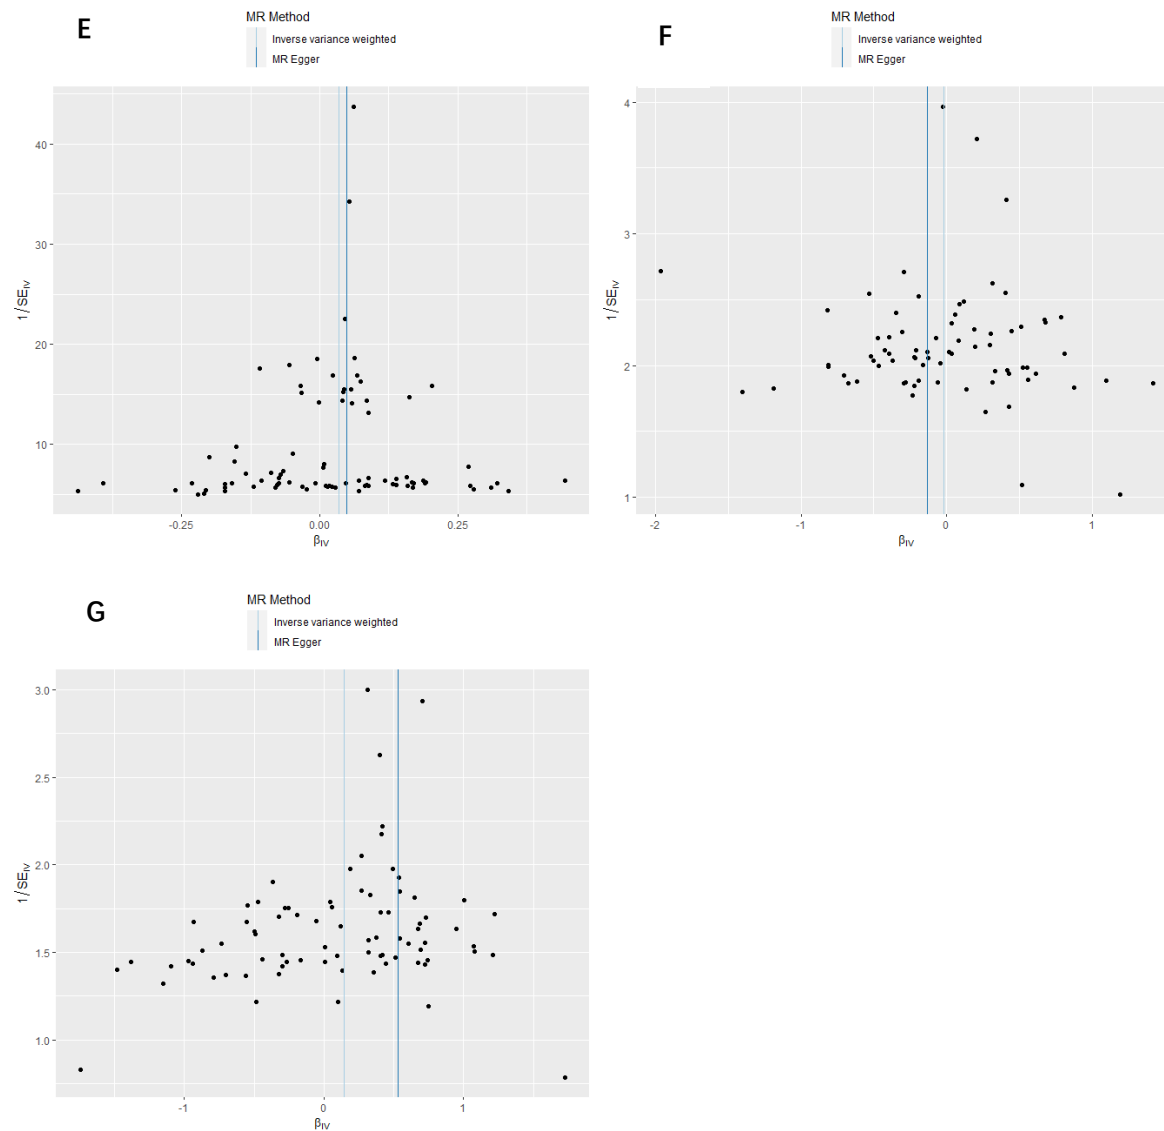 E
MR Method
Inverse variance weighted
MR Egger
40
30
20
10
1/SEIV
-0.25
0.00
0.25
βIV
F
MR Method
Inverse variance weighted
MR Egger
4
3
2
1
1/SEIV
-2
-1
0
1
βIV
G
MR Method
Inverse variance weighted
MR Egger
3.0
2.5
2.0
1.5
1.0
1/SEIV
-1
0
1
βIV